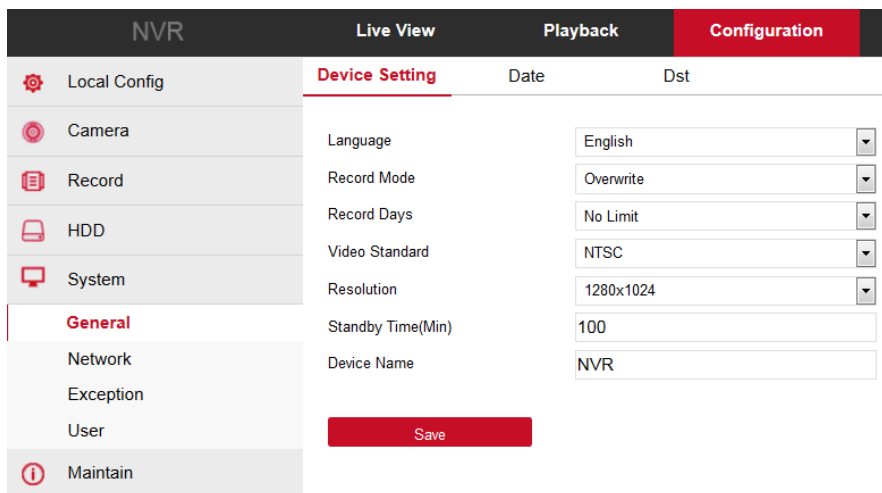 NVR Live View Playback Configuration
Local Config
Camera
Record
HDD
System
General
Network
Exception
User
Maintain
Device Setting Date Dst
Language English
Record Mode Overwrite
Record Days No Limit
Video Standard NTSC
Resolution 1280x1024
Standby Time(Min) 100
Device Name NVR
Save